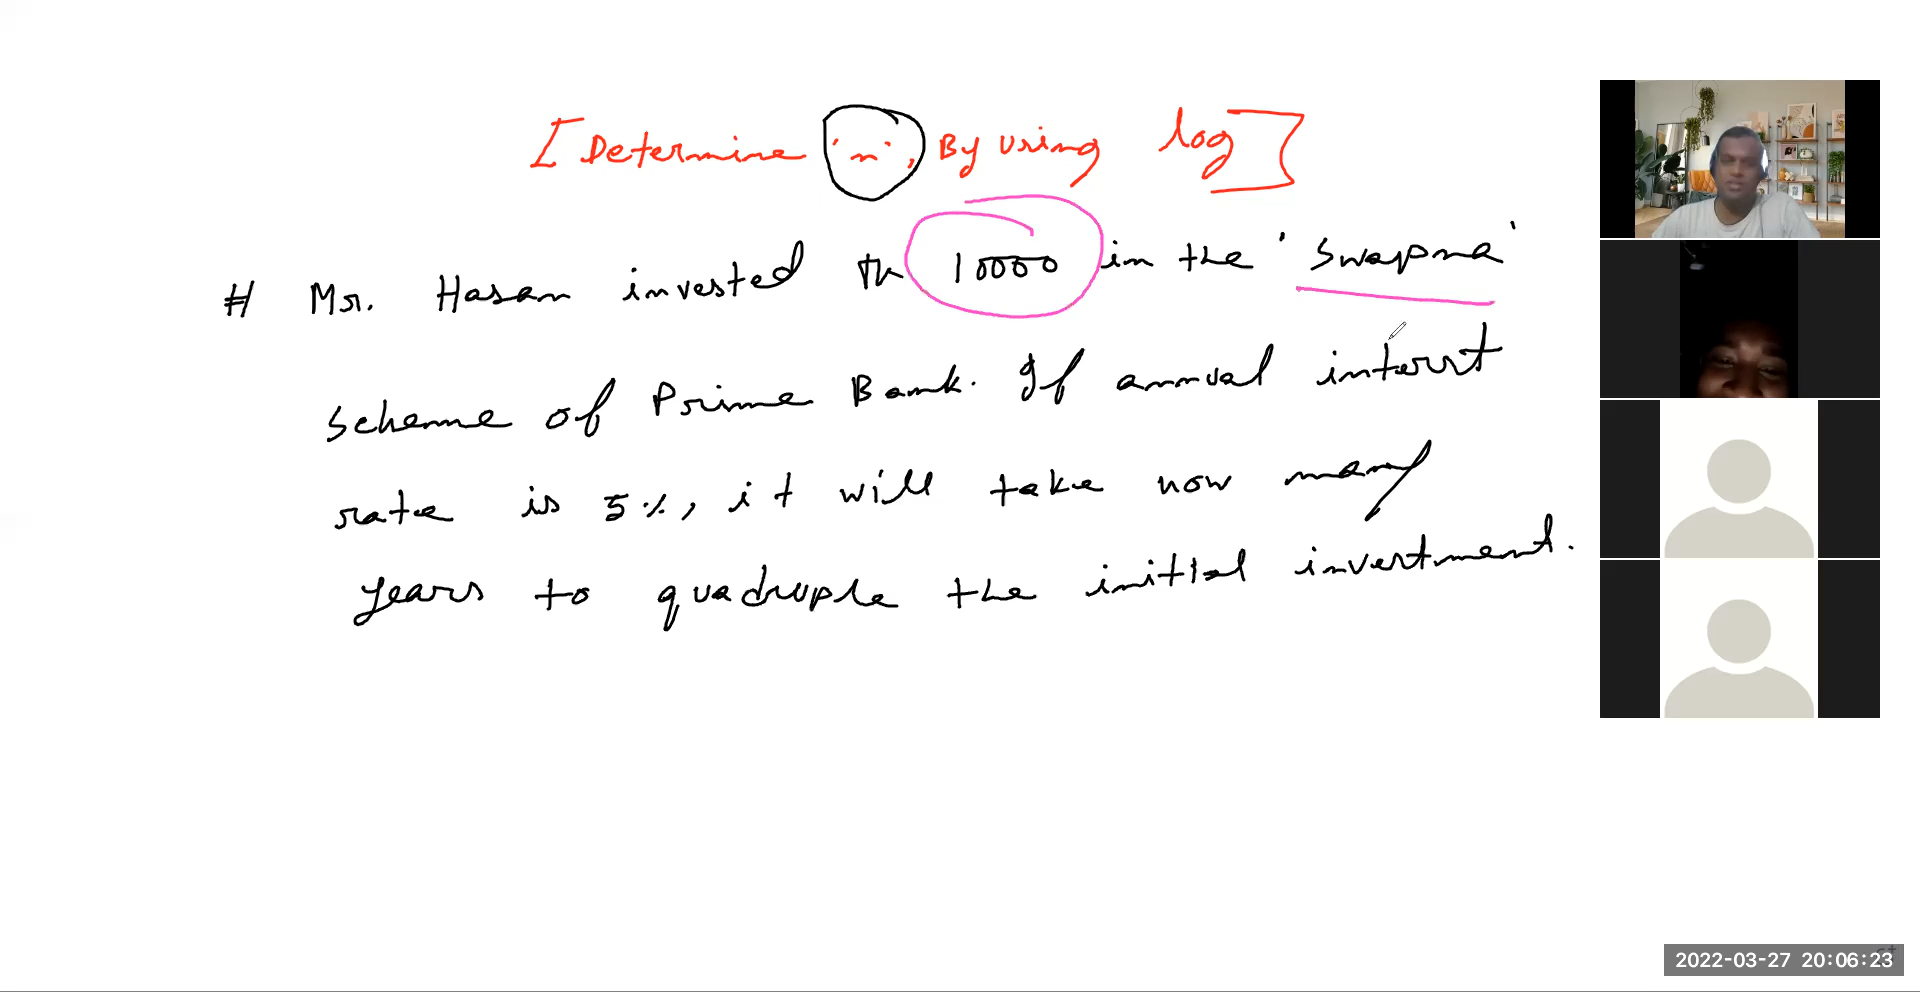 [Determine 'n', By using log]
# Mr. Hasan invested TK 10000 in the 'Swapna'
scheme of Prime Bank. If annual interest
rate is 5%, it will take how many
years to quadruple the initial investment.
2022-03-27 20:06:23